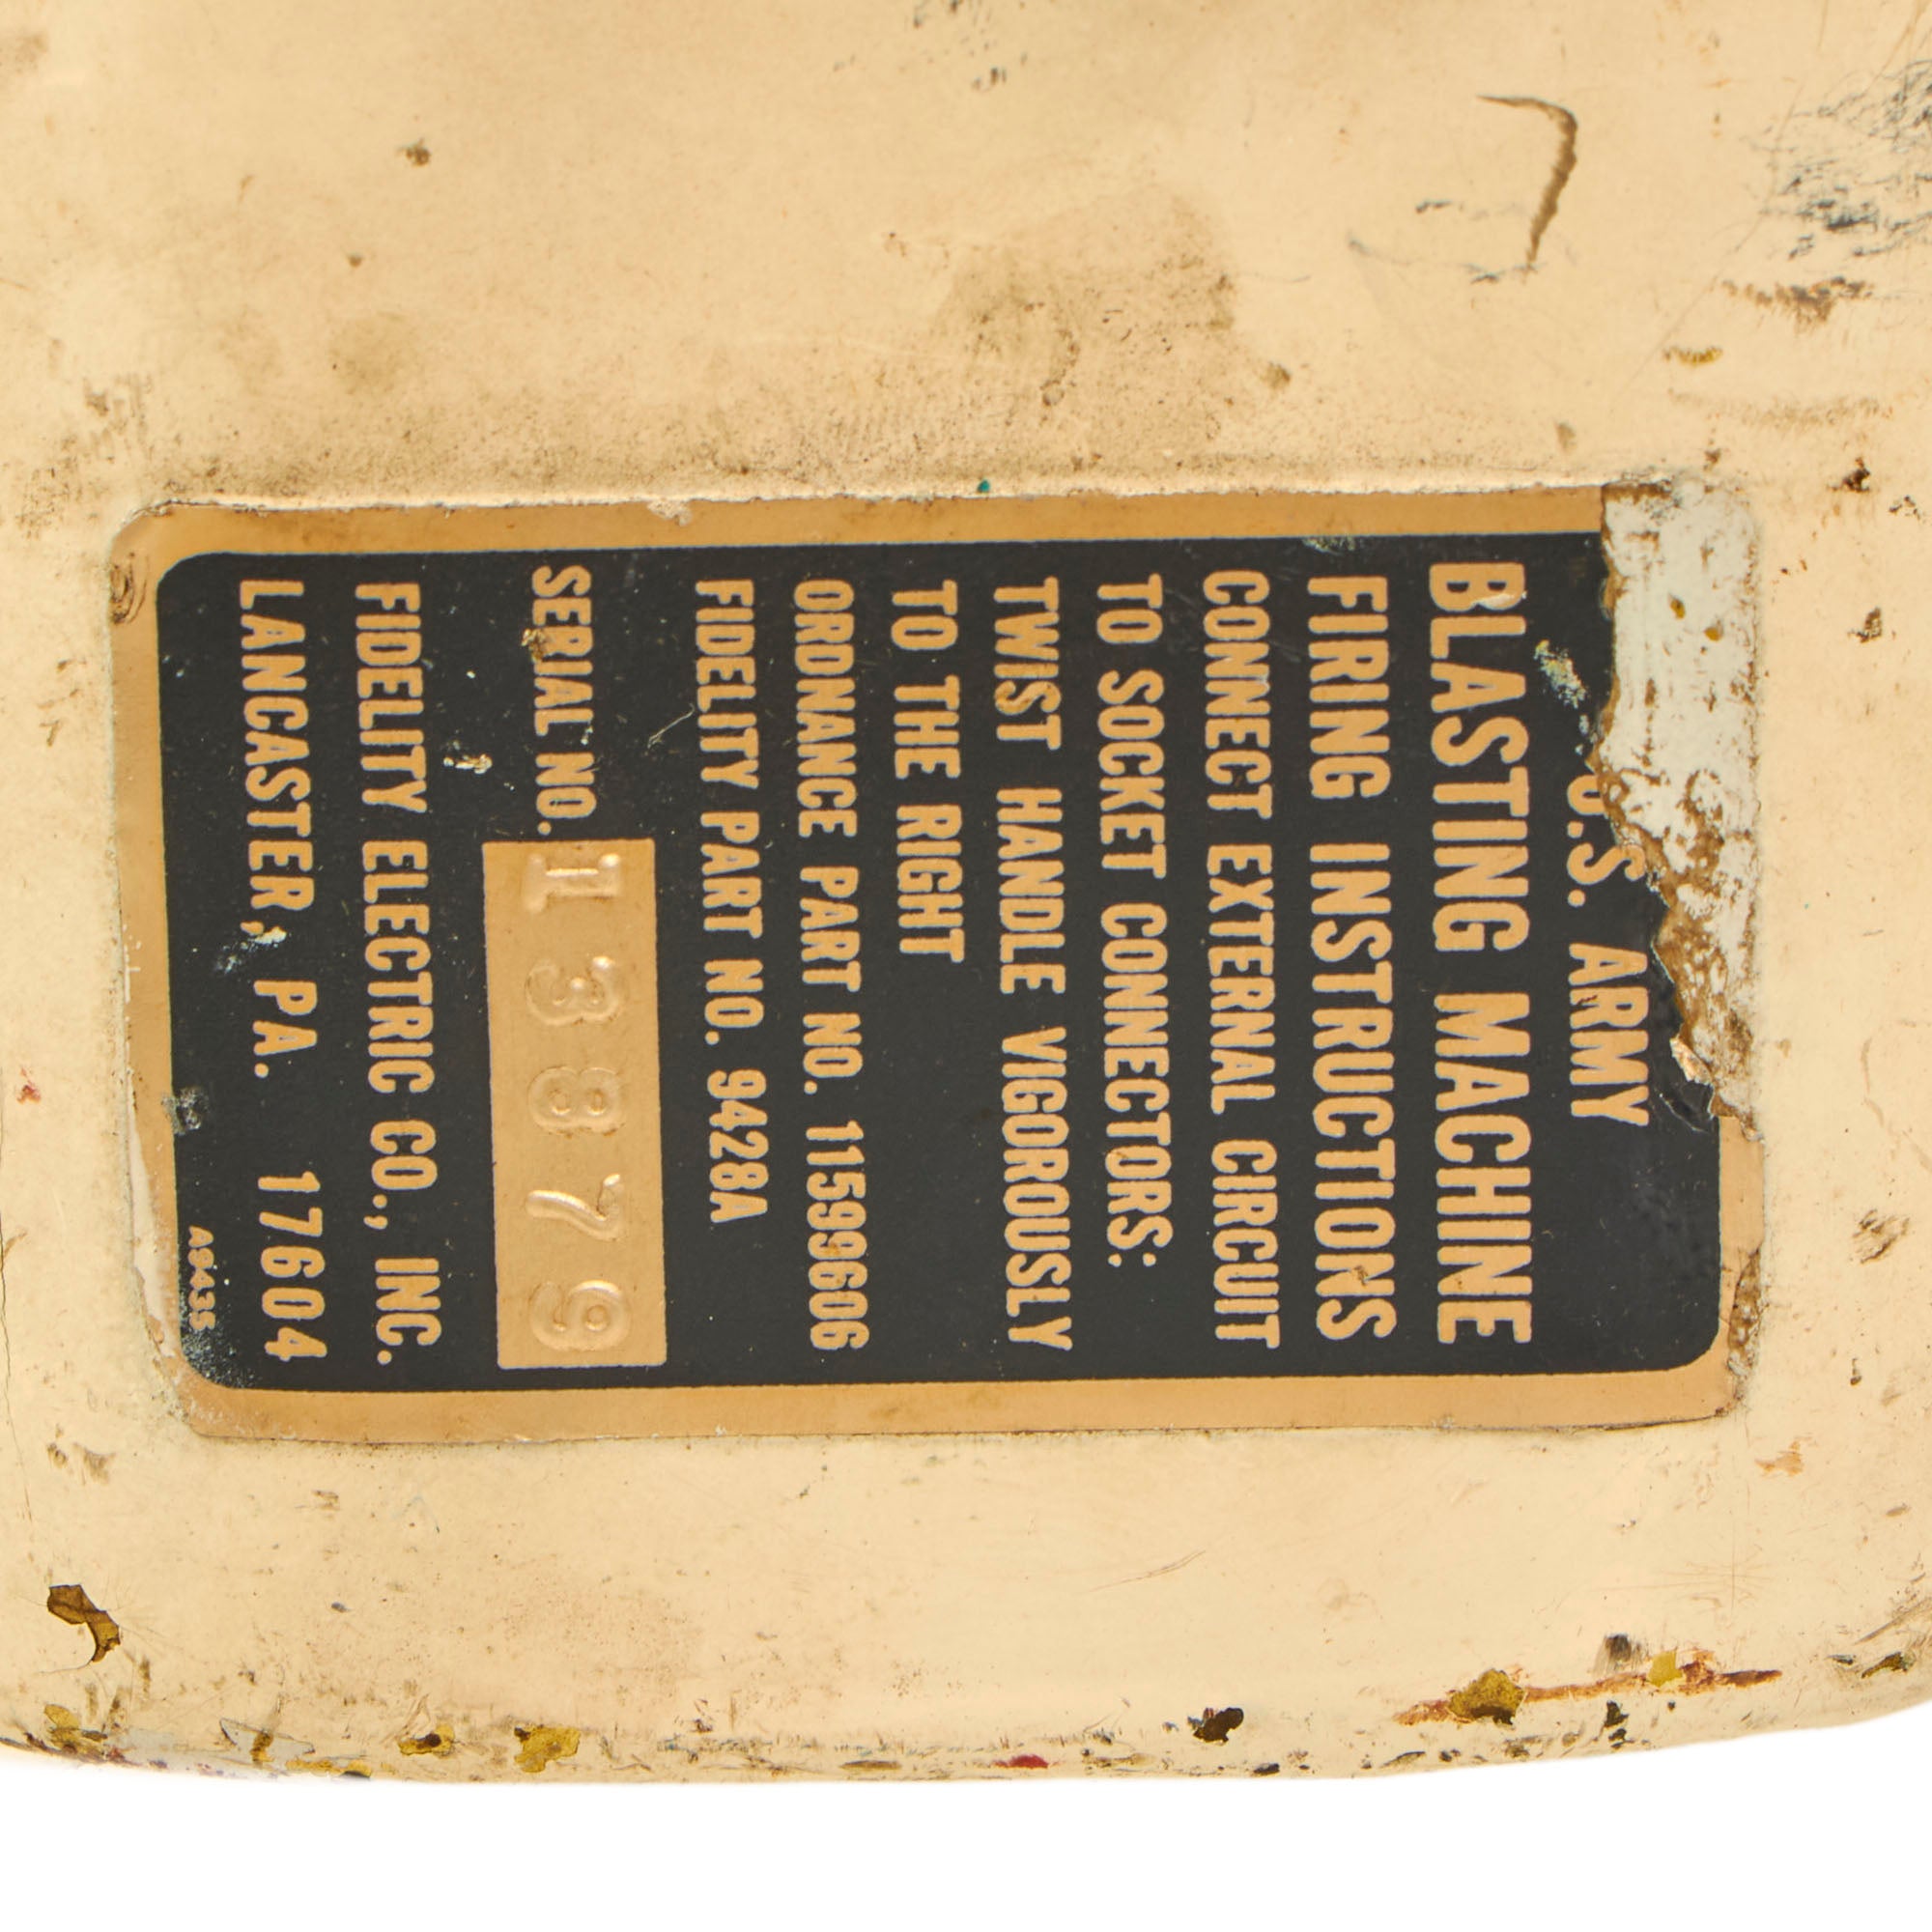 U.S. ARMY
BLASTING MACHINE
FIRING INSTRUCTIONS
CONNECT EXTERNAL CIRCUIT
TO SOCKET CONNECTORS:
TWIST HANDLE VIGOROUSLY
TO THE RIGHT
ORDNANCE PART NO. 11599606
FIDELITY PART NO. 9428A
SERIAL NO. 13879
FIDELITY ELECTRIC CO., INC.
LANCASTER, PA. 17604
A9435